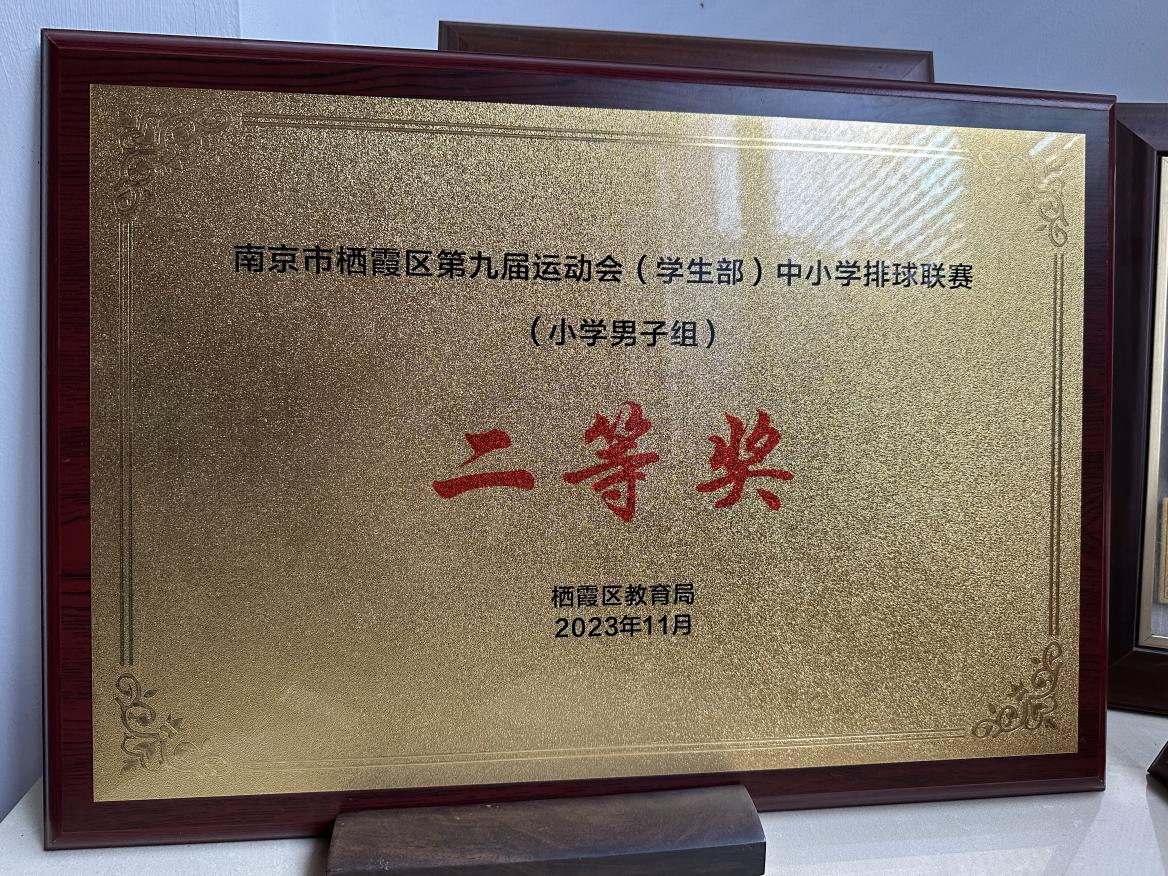 南京市栖霞区第九届运动会（学生部）中小学排球联赛
（小学男子组）
二等奖
栖霞区教育局
2023年11月